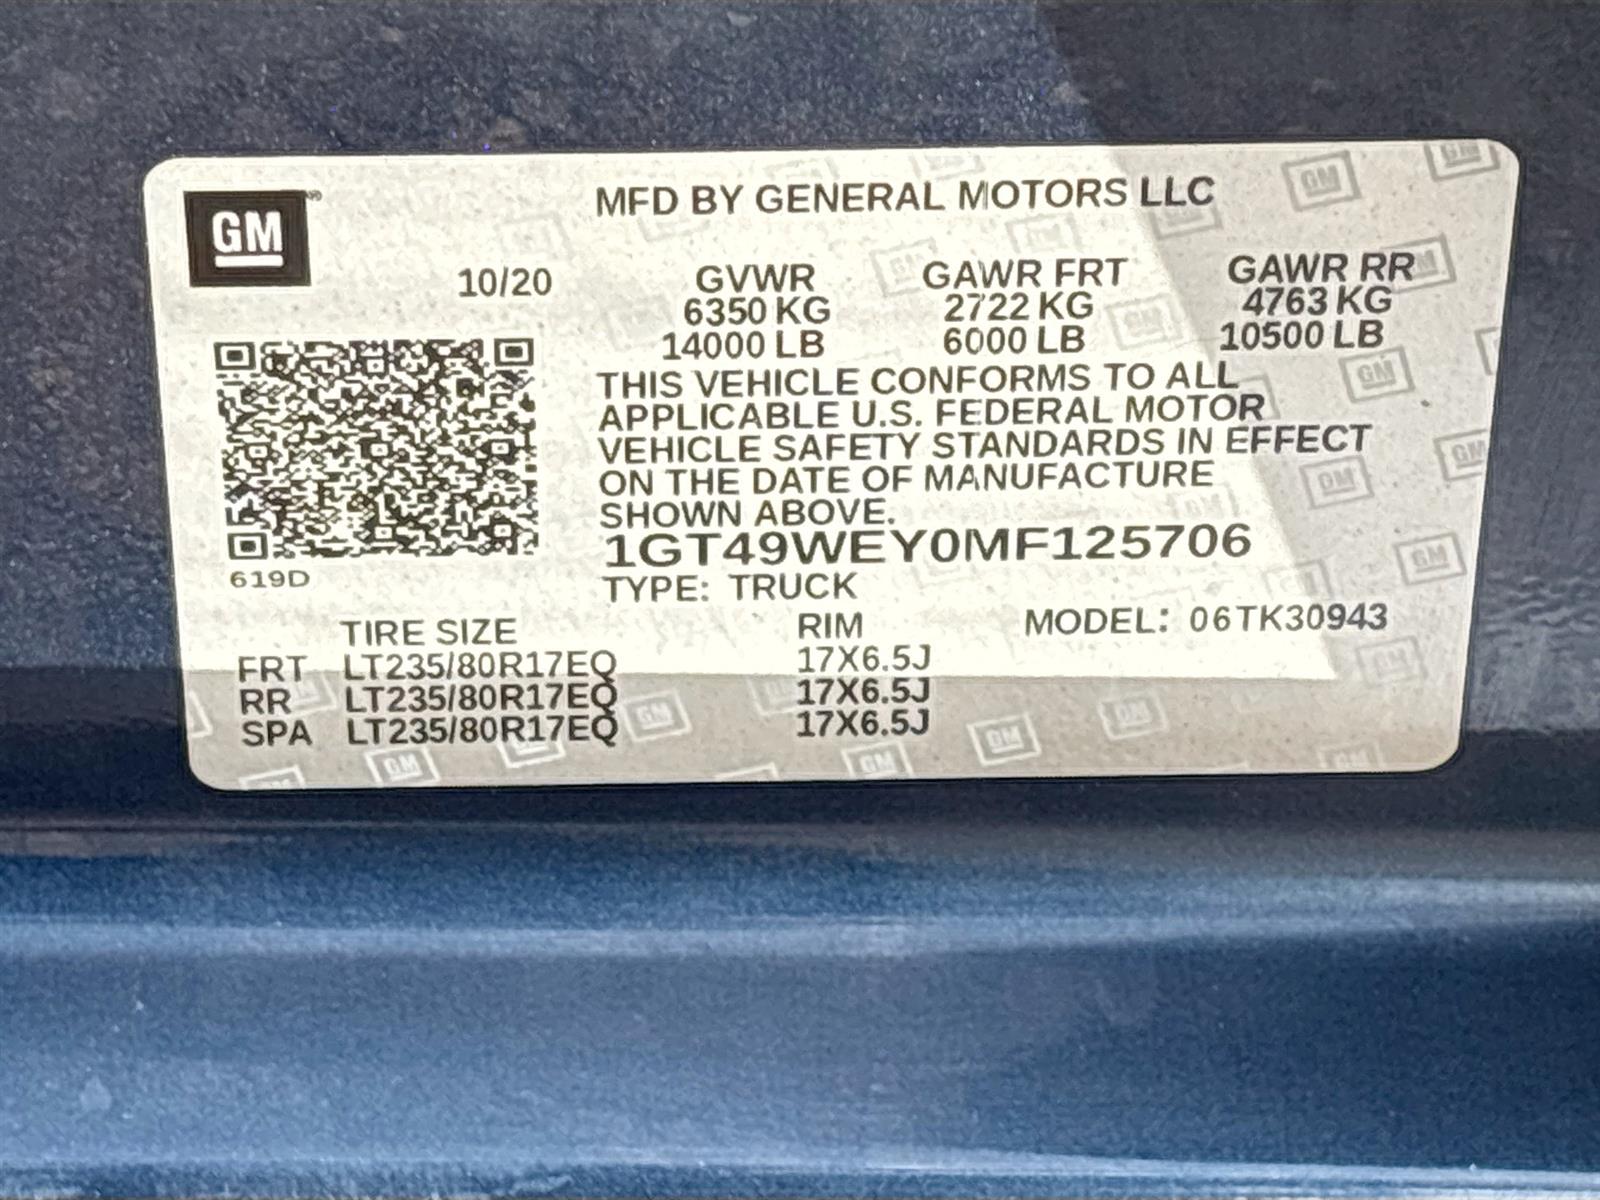 GM
MFD BY GENERAL MOTORS LLC
10/20
GVWR GAWR FRT GAWR RR
6350 KG 2722 KG 4763 KG
14000 LB 6000 LB 10500 LB
THIS VEHICLE CONFORMS TO ALL
APPLICABLE U.S. FEDERAL MOTOR
VEHICLE SAFETY STANDARDS IN EFFECT
ON THE DATE OF MANUFACTURE
SHOWN ABOVE.
1GT49WEY0MF125706
619D
TYPE: TRUCK
TIRE SIZE RIM MODEL: 06TK30943
FRT LT235/80R17EQ 17X6.5J
RR LT235/80R17EQ 17X6.5J
SPA LT235/80R17EQ 17X6.5J